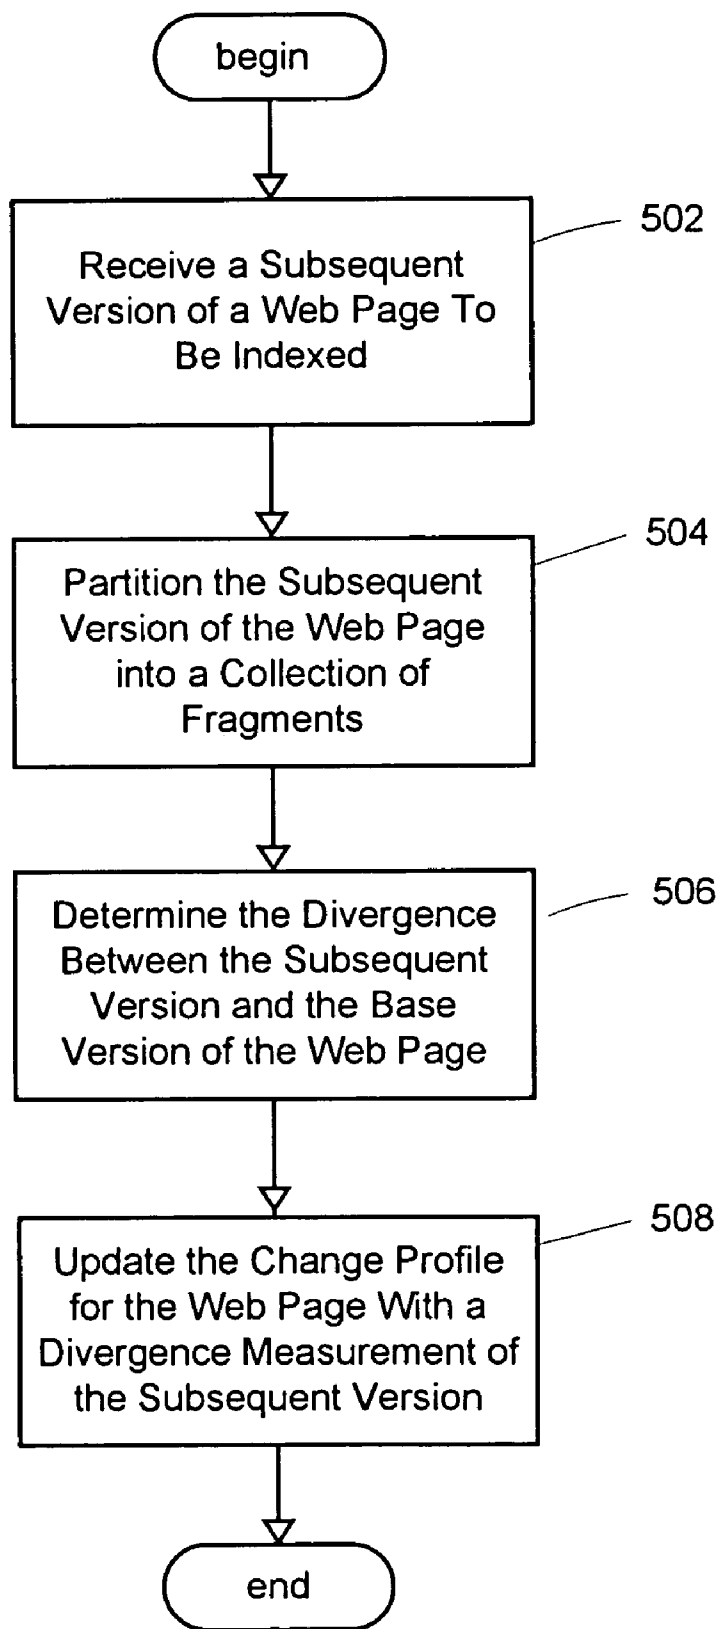 begin
502
Receive a Subsequent
Version of a Web Page To
Be Indexed
504
Partition the Subsequent
Version of the Web Page
into a Collection of
Fragments
506
Determine the Divergence
Between the Subsequent
Version and the Base
Version of the Web Page
508
Update the Change Profile
for the Web Page With a
Divergence Measurement of
the Subsequent Version
end